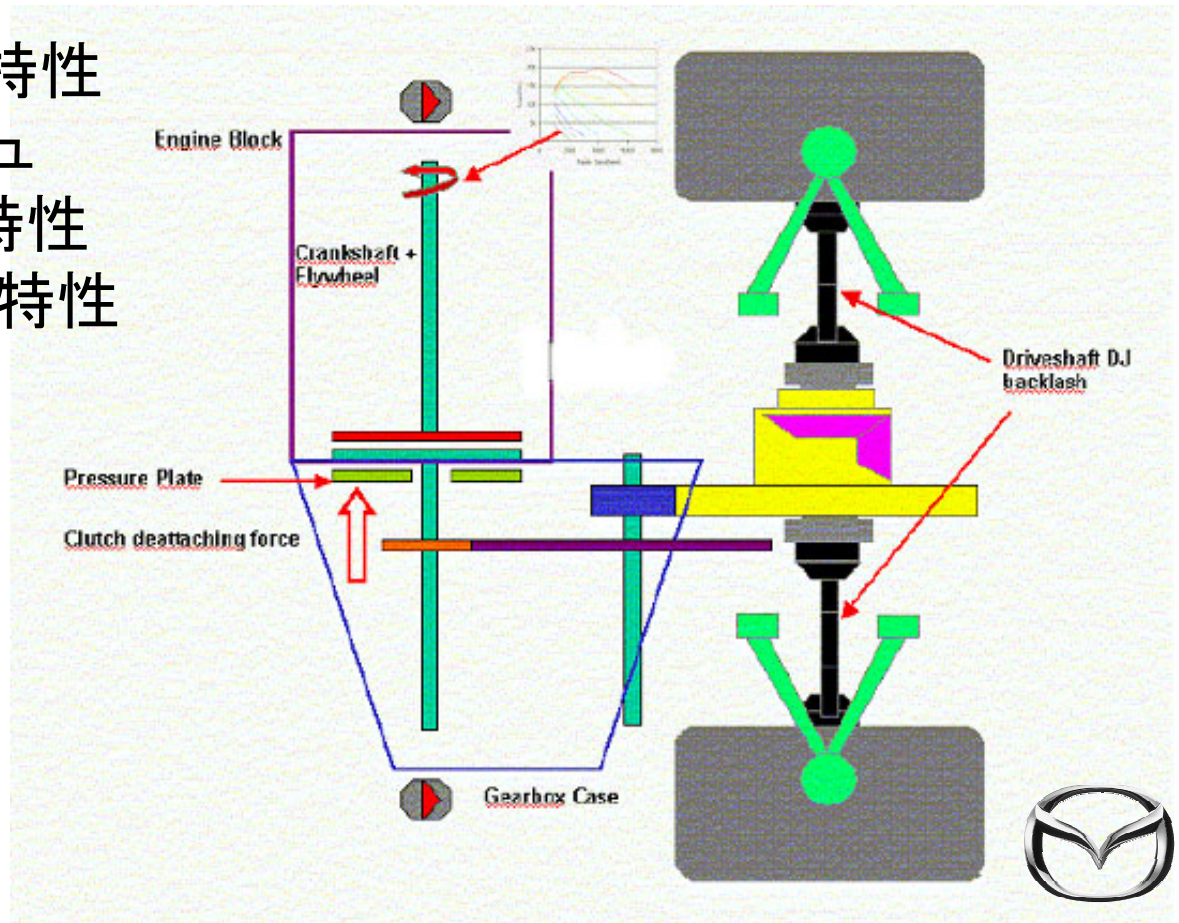 特性
ュ
特性
特性
Engine Block
Crankshaft +
Flywheel
Driveshaft DJ
backlash
Pressure Plate
Clutch deattaching force
Gearbox Case